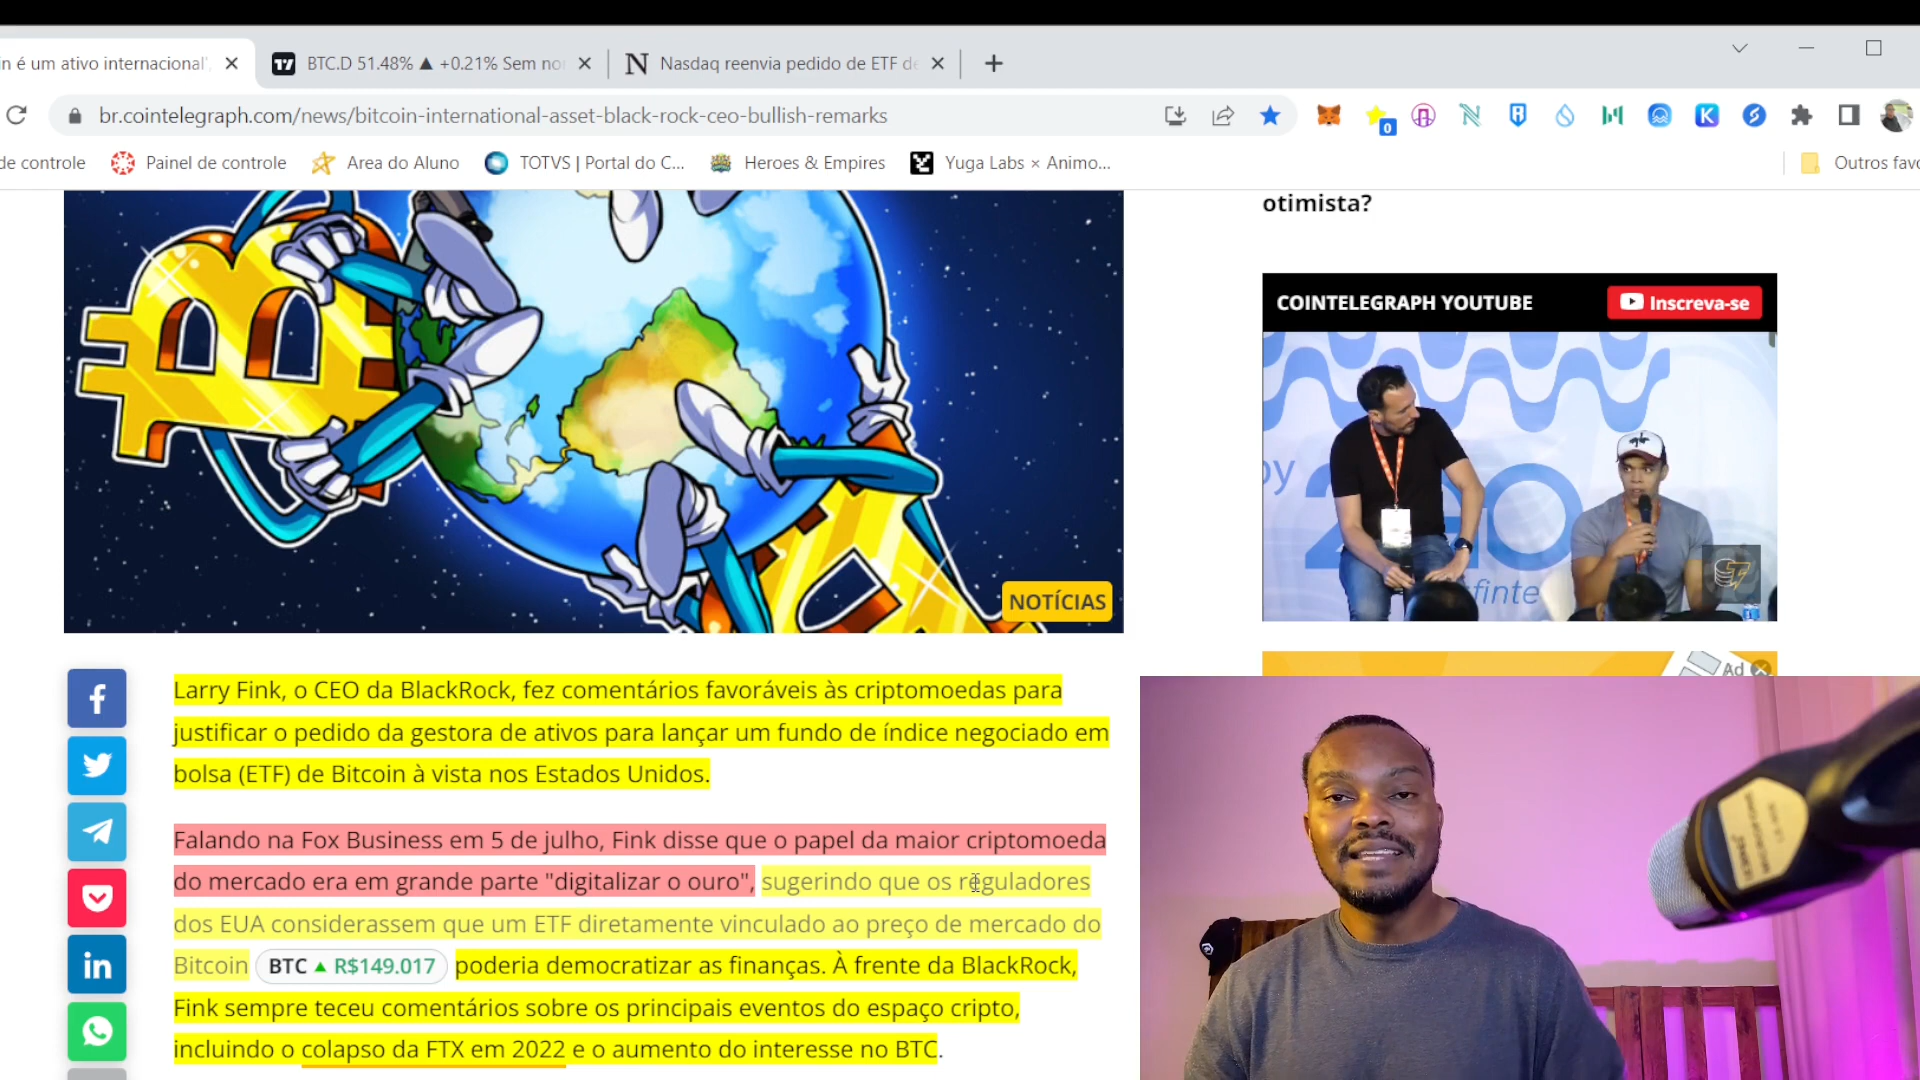 n é um ativo internacional',
BTC.D 51.48% ▲ +0.21% Sem no
Nasdaq reenvia pedido de ETF de
br.cointelegraph.com/news/bitcoin-international-asset-black-rock-ceo-bullish-remarks
0
de controle
Painel de controle
Area do Aluno
TOTVS | Portal do C...
Heroes & Empires
Yuga Labs × Animo...
Outros favo
otimista?
COINTELEGRAPH YOUTUBE
Inscreva-se
by
finte
NOTÍCIAS
Ad
Larry Fink, o CEO da BlackRock, fez comentários favoráveis às criptomoedas para
justificar o pedido da gestora de ativos para lançar um fundo de índice negociado em
bolsa (ETF) de Bitcoin à vista nos Estados Unidos.
Falando na Fox Business em 5 de julho, Fink disse que o papel da maior criptomoeda
do mercado era em grande parte "digitalizar o ouro", sugerindo que os reguladores
dos EUA considerassem que um ETF diretamente vinculado ao preço de mercado do
Bitcoin BTC ▲ R$149.017 poderia democratizar as finanças. À frente da BlackRock,
Fink sempre teceu comentários sobre os principais eventos do espaço cripto,
incluindo o colapso da FTX em 2022 e o aumento do interesse no BTC.